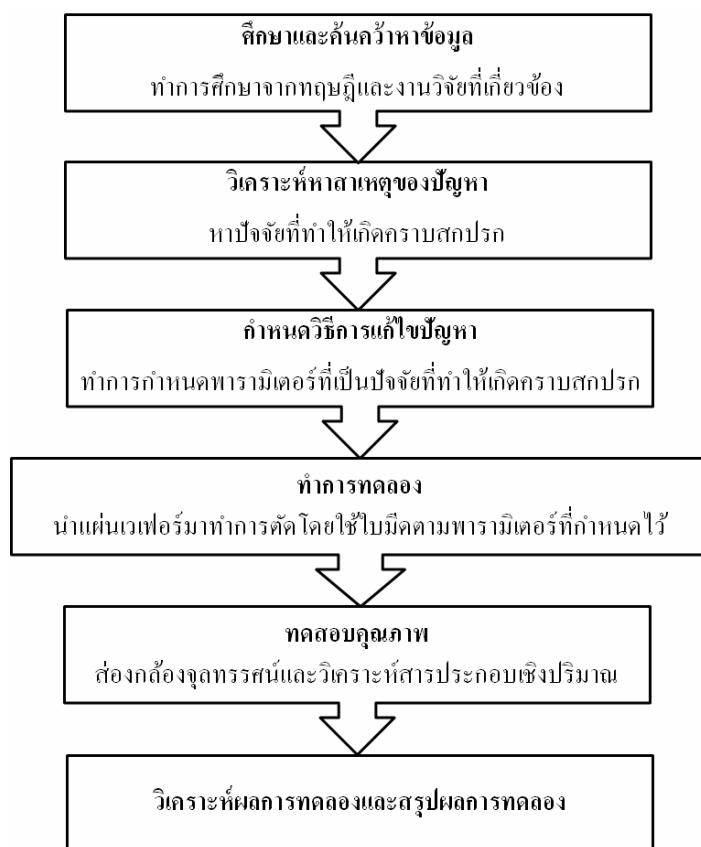 ศึกษาและค้นคว้าหาข้อมูล
ทำการศึกษาจากทฤษฎีและงานวิจัยที่เกี่ยวข้อง
วิเคราะห์หาสาเหตุของปัญหา
หาปัจจัยที่ทำให้เกิดคราบสกปรก
กำหนดวิธีการแก้ไขปัญหา
ทำการกำหนดพารามิเตอร์ที่เป็นปัจจัยที่ทำให้เกิดคราบสกปรก
ทำการทดลอง
นำแผ่นเวเฟอร์มาทำการตัดโดยใช้ใบมีดตามพารามิเตอร์ที่กำหนดไว้
ทดสอบคุณภาพ
ส่องกล้องจุลทรรศน์และวิเคราะห์สารประกอบเชิงปริมาณ
วิเคราะห์ผลการทดลองและสรุปผลการทดลอง